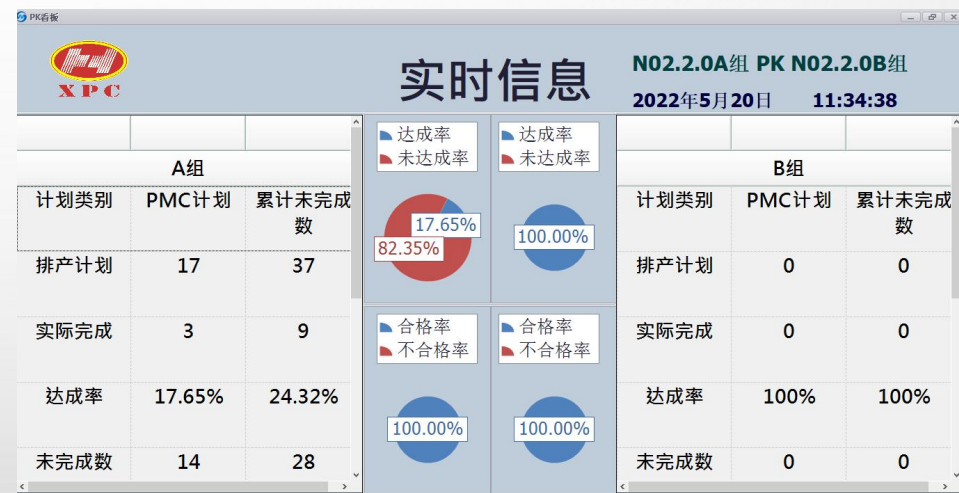 PK看板
XPC
实时信息
N02.2.0A组 PK N02.2.0B组
2022年5月20日 11:34:38
A组
计划类别 PMC计划 累计未完成数
排产计划 17 37
实际完成 3 9
达成率 17.65% 24.32%
未完成数 14 28
达成率
未达成率
17.65%
82.35%
达成率
未达成率
100.00%
合格率
不合格率
100.00%
合格率
不合格率
100.00%
B组
计划类别 PMC计划 累计未完成数
排产计划 0 0
实际完成 0 0
达成率 100% 100%
未完成数 0 0